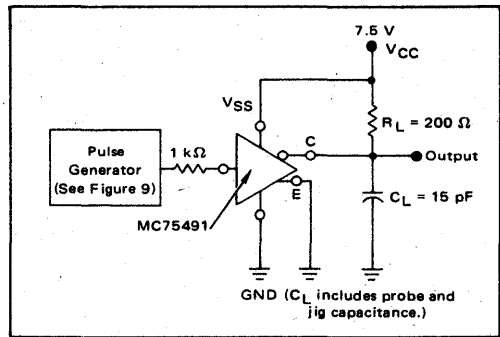 7.5 V
VCC
VSS
RL = 200 Ω
Pulse
Generator
(See Figure 9)
1 kΩ
C
Output
E
MC75491
CL = 15 pF
GND (CL includes probe and
jig capacitance.)